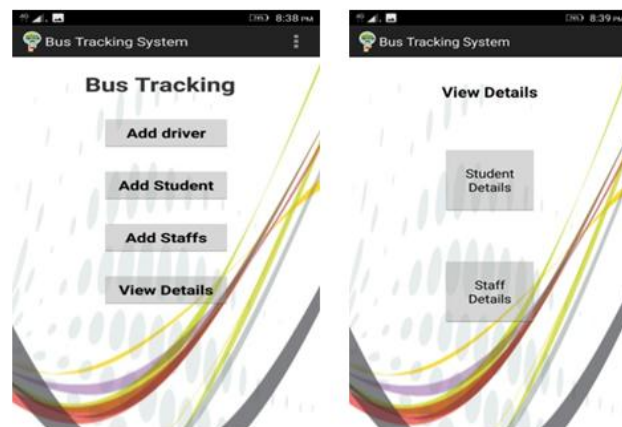 8:38 PM
Bus Tracking System
Bus Tracking
Add driver
Add Student
Add Staffs
View Details
8:39 PM
Bus Tracking System
View Details
Student
Details
Staff
Details